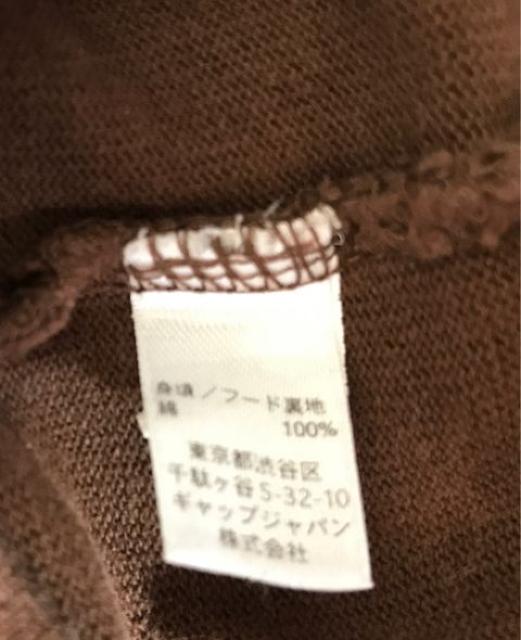 身頃／フード裏地
綿 100%
東京都渋谷区
千駄ケ谷5-32-10
ギャップジャパン
株式会社